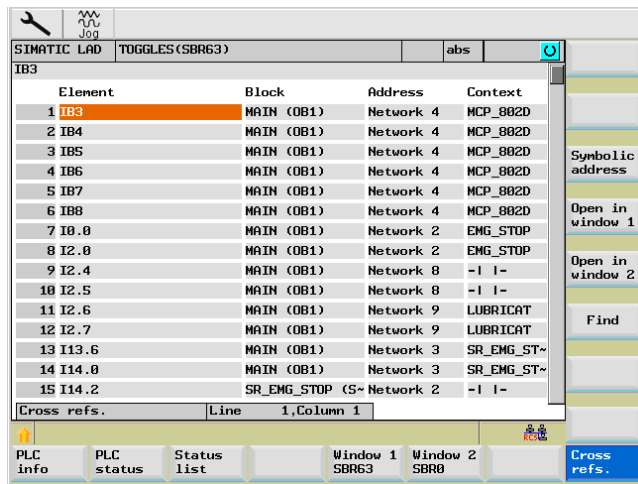 Jog
SIMATIC LAD TOGGLES(SBR63) abs
IB3
Element Block Address Context
1 IB3 MAIN (OB1) Network 4 MCP_802D
2 IB4 MAIN (OB1) Network 4 MCP_802D
3 IB5 MAIN (OB1) Network 4 MCP_802D
4 IB6 MAIN (OB1) Network 4 MCP_802D
5 IB7 MAIN (OB1) Network 4 MCP_802D
6 IB8 MAIN (OB1) Network 4 MCP_802D
7 I0.0 MAIN (OB1) Network 2 EMG_STOP
8 I2.0 MAIN (OB1) Network 2 EMG_STOP
9 I2.4 MAIN (OB1) Network 8 -| |-
10 I2.5 MAIN (OB1) Network 8 -| |-
11 I2.6 MAIN (OB1) Network 9 LUBRICAT
12 I2.7 MAIN (OB1) Network 9 LUBRICAT
13 I13.6 MAIN (OB1) Network 3 SR_EMG_ST~
14 I14.0 MAIN (OB1) Network 3 SR_EMG_ST~
15 I14.2 SR_EMG_STOP (S~ Network 2 -| |-
Cross refs. Line 1,Column 1
Symbolic
address
Open in
window 1
Open in
window 2
Find
RCS
PLC
info
PLC
status
Status
list
Window 1
SBR63
Window 2
SBR0
Cross
refs.